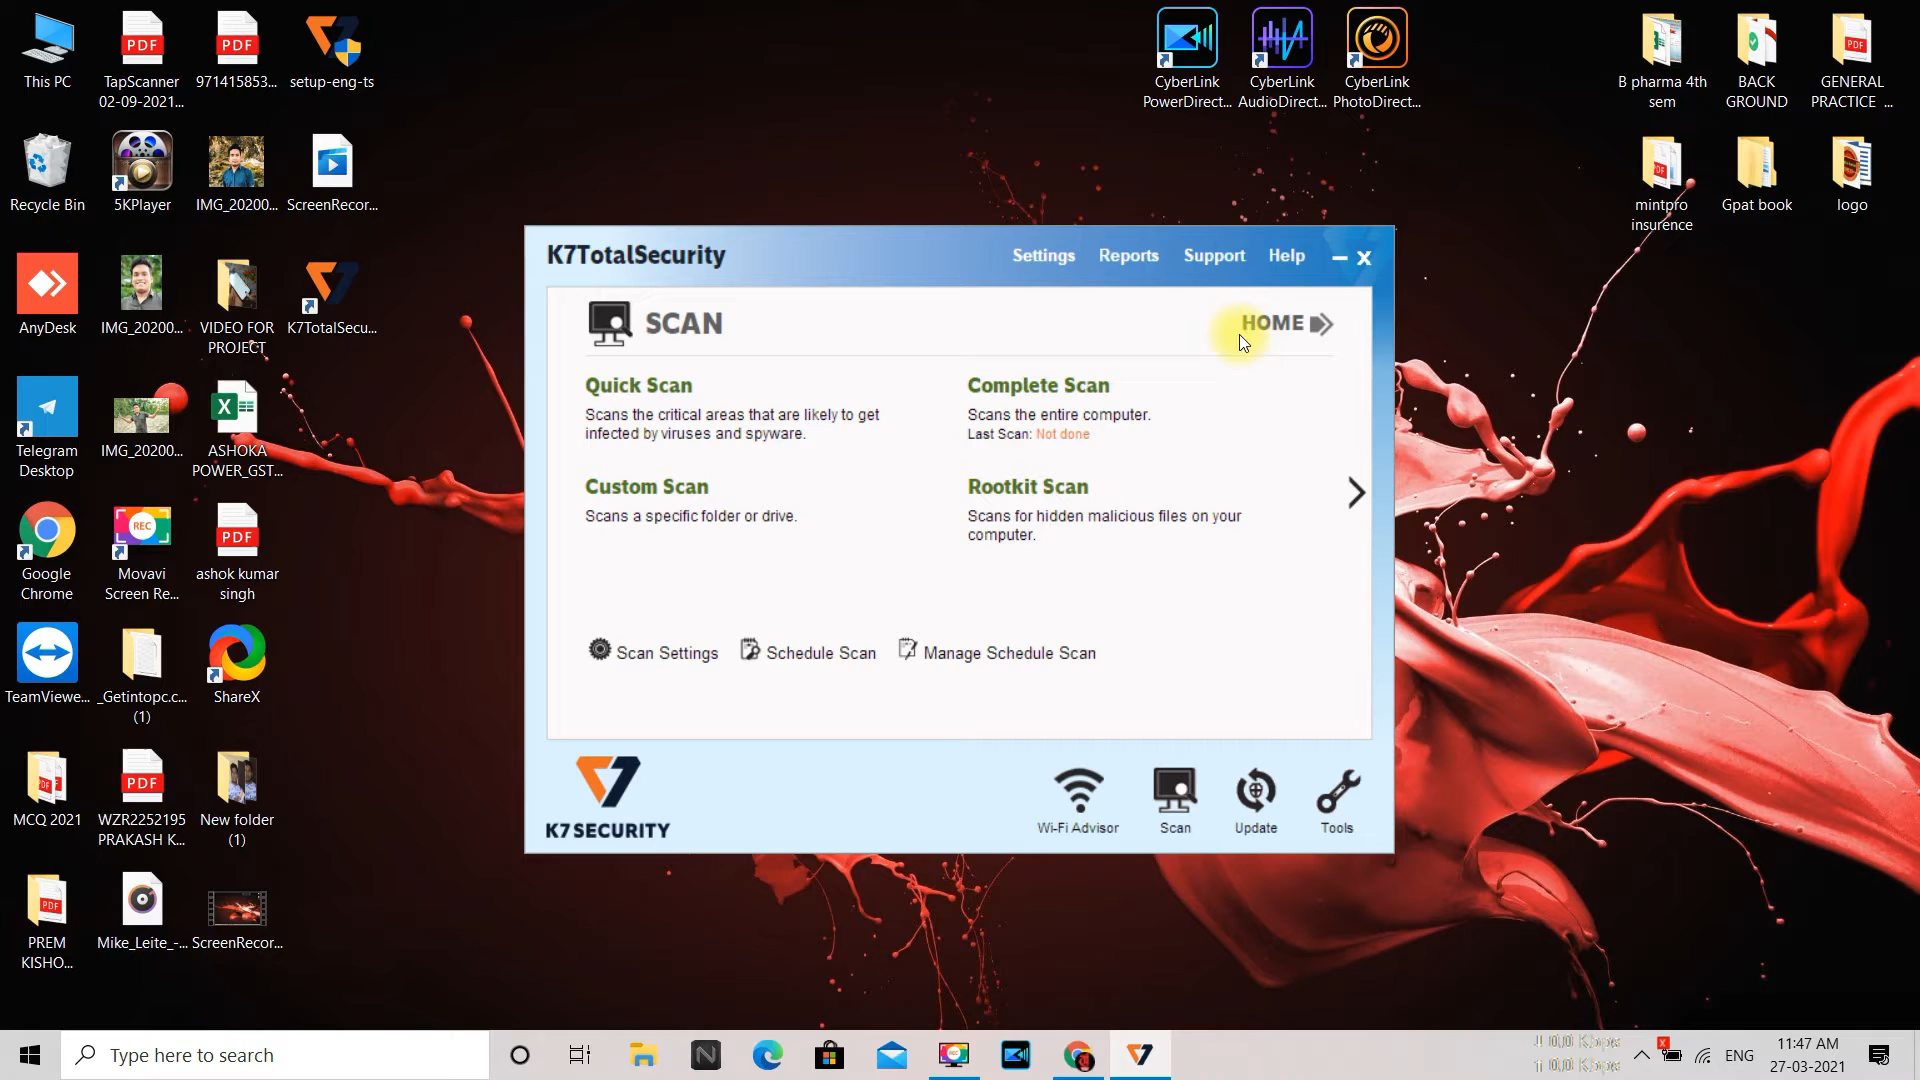 This PC
TapScanner
02-09-2021...
971415853...
setup-eng-ts
CyberLink
PowerDirect...
CyberLink
AudioDirect...
CyberLink
PhotoDirect...
B pharma 4th
sem
BACK
GROUND
GENERAL
PRACTICE ...
Recycle Bin
5KPlayer
IMG_20200...
ScreenRecor...
mintpro
insurence
Gpat book
logo
AnyDesk
IMG_20200...
VIDEO FOR
PROJECT
K7TotalSecu...
K7TotalSecurity
Settings
Reports
Support
Help
SCAN
HOME
Quick Scan
Scans the critical areas that are likely to get
infected by viruses and spyware.
Complete Scan
Scans the entire computer.
Last Scan: Not done
Custom Scan
Scans a specific folder or drive.
Rootkit Scan
Scans for hidden malicious files on your
computer.
Scan Settings
Schedule Scan
Manage Schedule Scan
K7 SECURITY
Wi-Fi Advisor
Scan
Update
Tools
Telegram
Desktop
IMG_20200...
ASHOKA
POWER_GST...
Google
Chrome
REC
Movavi
Screen Re...
PDF
ashok kumar
singh
TeamViewe...
_Getintopc.c...
(1)
ShareX
MCQ 2021
PDF
WZR2252195
PRAKASH K...
New folder
(1)
PREM
KISHO...
Mike_Leite_-...
ScreenRecor...
Type here to search
0.0 Kbps
0.0 Kbps
ENG
11:47 AM
27-03-2021